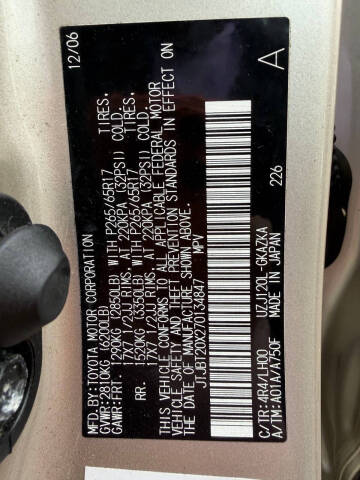 MFD. BY: TOYOTA MOTOR CORPORATION 12/06
GVWR: 2810KG (6200LB)
GAWR: FRT. 1290KG (2850LB) WITH P265/65R17 TIRES.
17X7 1/2JJ RIMS, AT 220KPA (32PSI) COLD.
RR. 1520KG (3350LB) WITH P265/65R17 TIRES.
17X7 1/2JJ RIMS, AT 220KPA (32PSI) COLD.
THIS VEHICLE CONFORMS TO ALL APPLICABLE FEDERAL MOTOR
VEHICLE SAFETY AND THEFT PREVENTION STANDARDS IN EFFECT ON
THE DATE OF MANUFACTURE SHOWN ABOVE.
JTJBT20X270134847 MPV
C/TR: 4R4/LH00 UZJ120L-GKAZKA A
A/TM: A01A/A750F MADE IN JAPAN 226